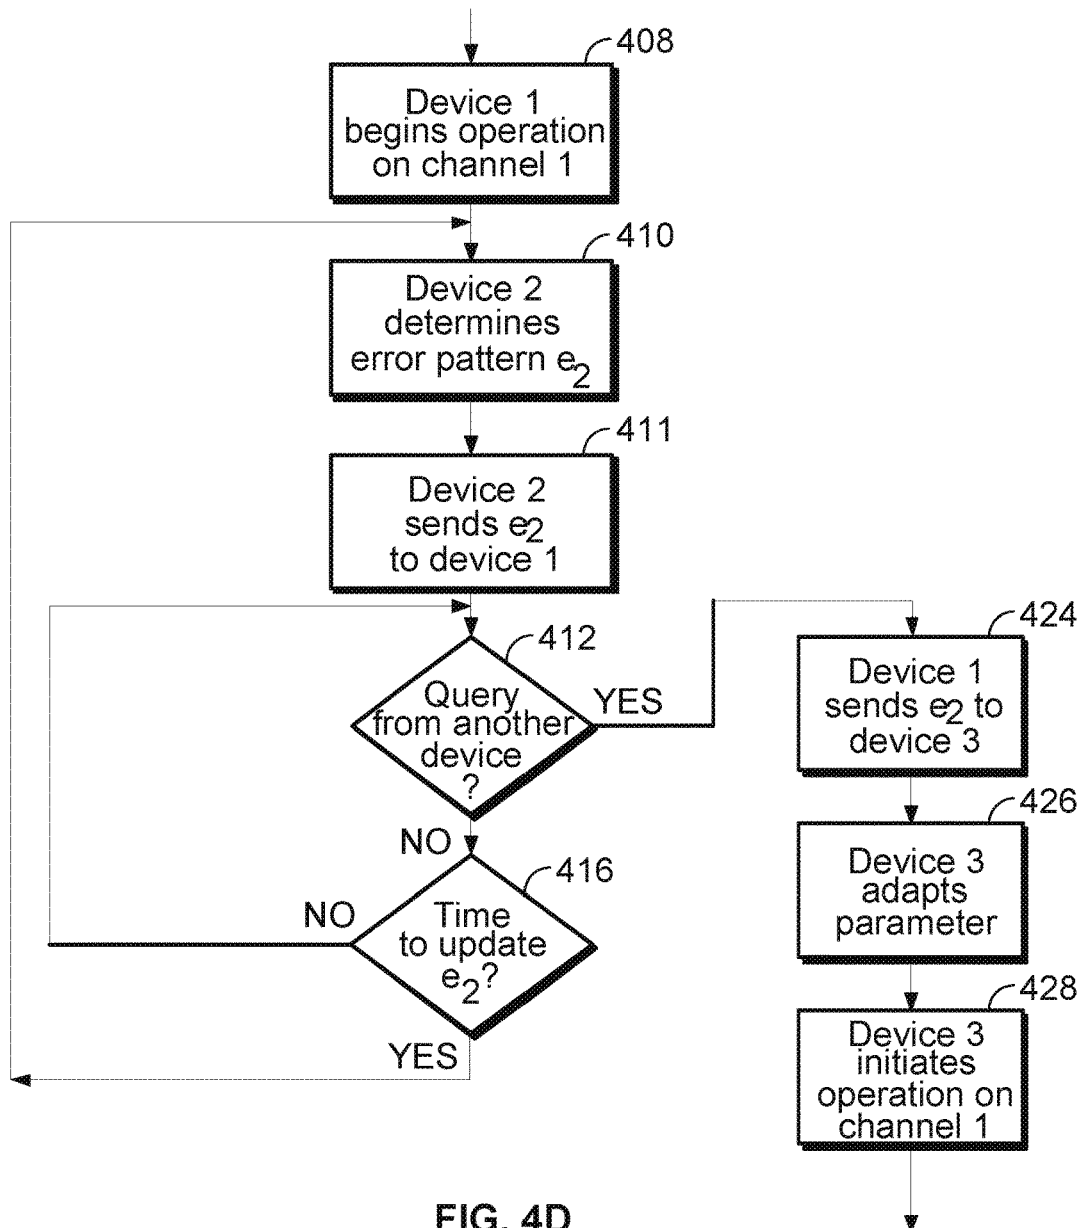 408
Device 1
begins operation
on channel 1
410
Device 2
determines
error pattern e2
411
Device 2
sends e2
to device 1
412
Query
from another
device
?
YES
NO
416
Time
to update
e2?
NO
YES
424
Device 1
sends e2 to
device 3
426
Device 3
adapts
parameter
428
Device 3
initiates
operation on
channel 1
FIG. 4D